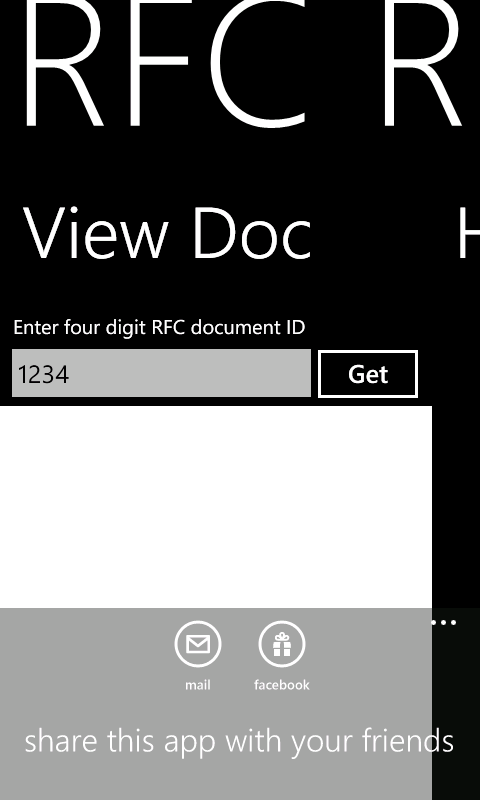 RFC R
View Doc H
Enter four digit RFC document ID
1234 Get
mail facebook
share this app with your friends